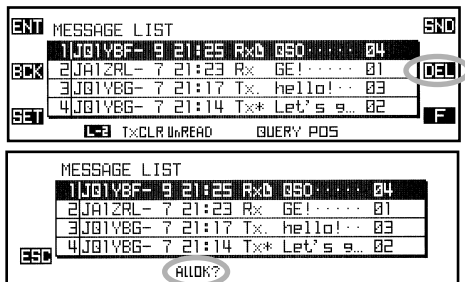 ENT MESSAGE LIST SND
1 JQ1YBF- 9 21:25 Rx QSO····· 04
BCK 2 JA1ZRL- 7 21:23 Rx GE!····· 01 DEL
3 JQ1YBG- 7 21:17 Tx. hello!·· 03
SET 4 JQ1YBG- 7 21:14 Tx* Let's g… 02 F
L-2 TxCLR UnREAD QUERY POS
MESSAGE LIST
1 JQ1YBF- 9 21:25 Rx QSO····· 04
2 JA1ZRL- 7 21:23 Rx GE!····· 01
3 JQ1YBG- 7 21:17 Tx. hello!·· 03
ESC 4 JQ1YBG- 7 21:14 Tx* Let's g… 02
ALLOK?